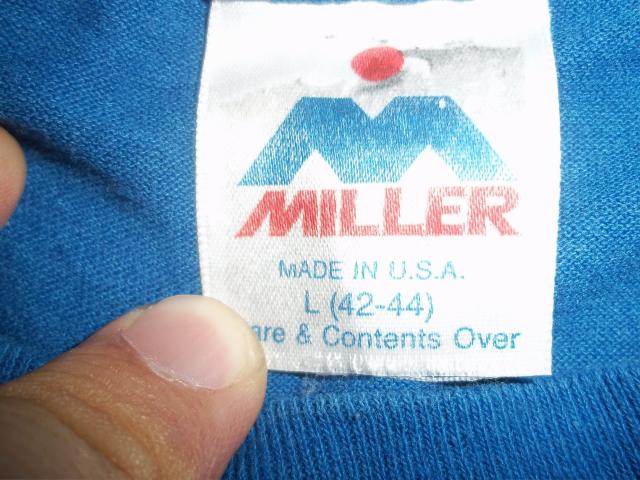 MILLER
MADE IN U.S.A.
L (42-44)
are & Contents Over